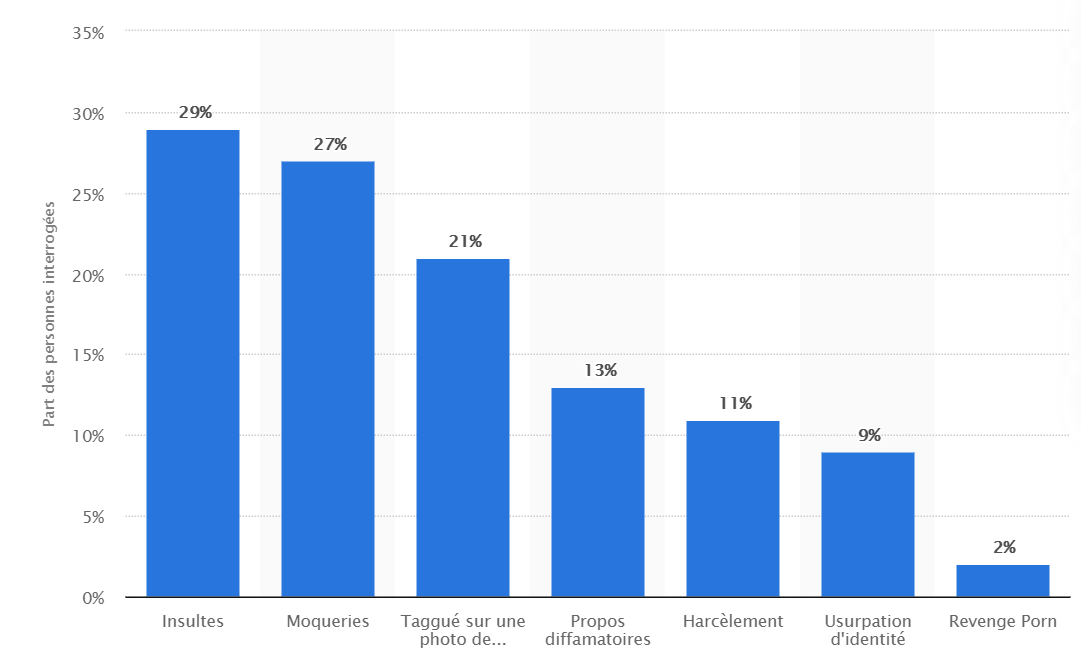 35%
30%
25%
20%
15%
10%
5%
0%
Part des personnes interrogées
29%
27%
21%
13%
11%
9%
2%
Insultes
Moqueries
Taggué sur une
photo de...
Propos
diffamatoires
Harcèlement
Usurpation
d'identité
Revenge Porn